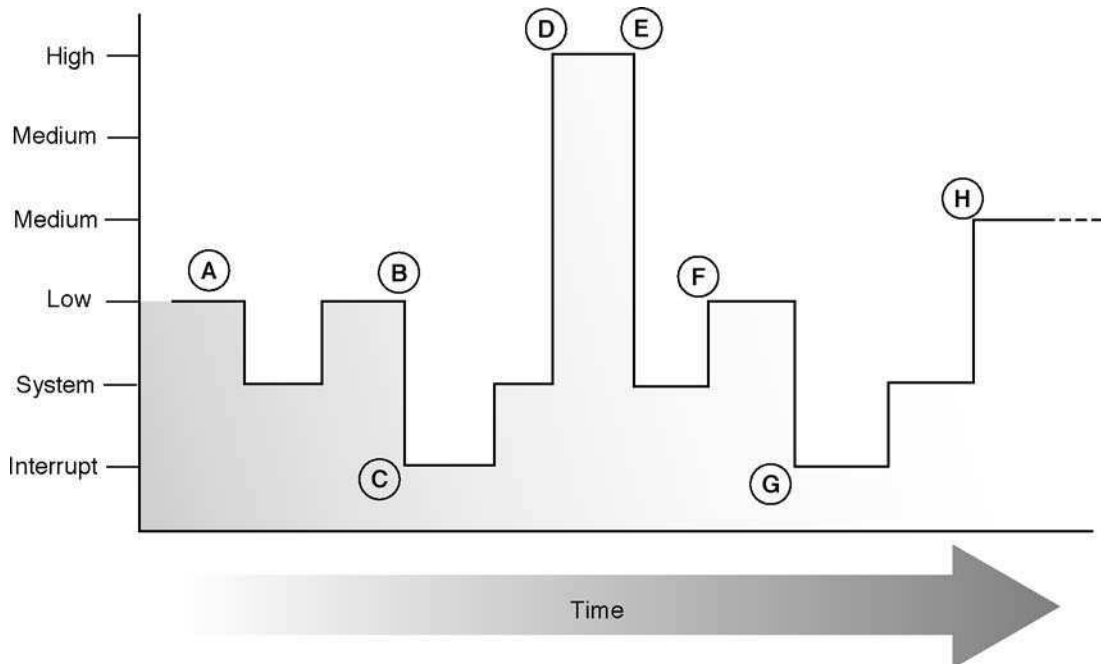 D E
High
Medium
H
Medium
A B F
Low
System
Interrupt
C G
Time